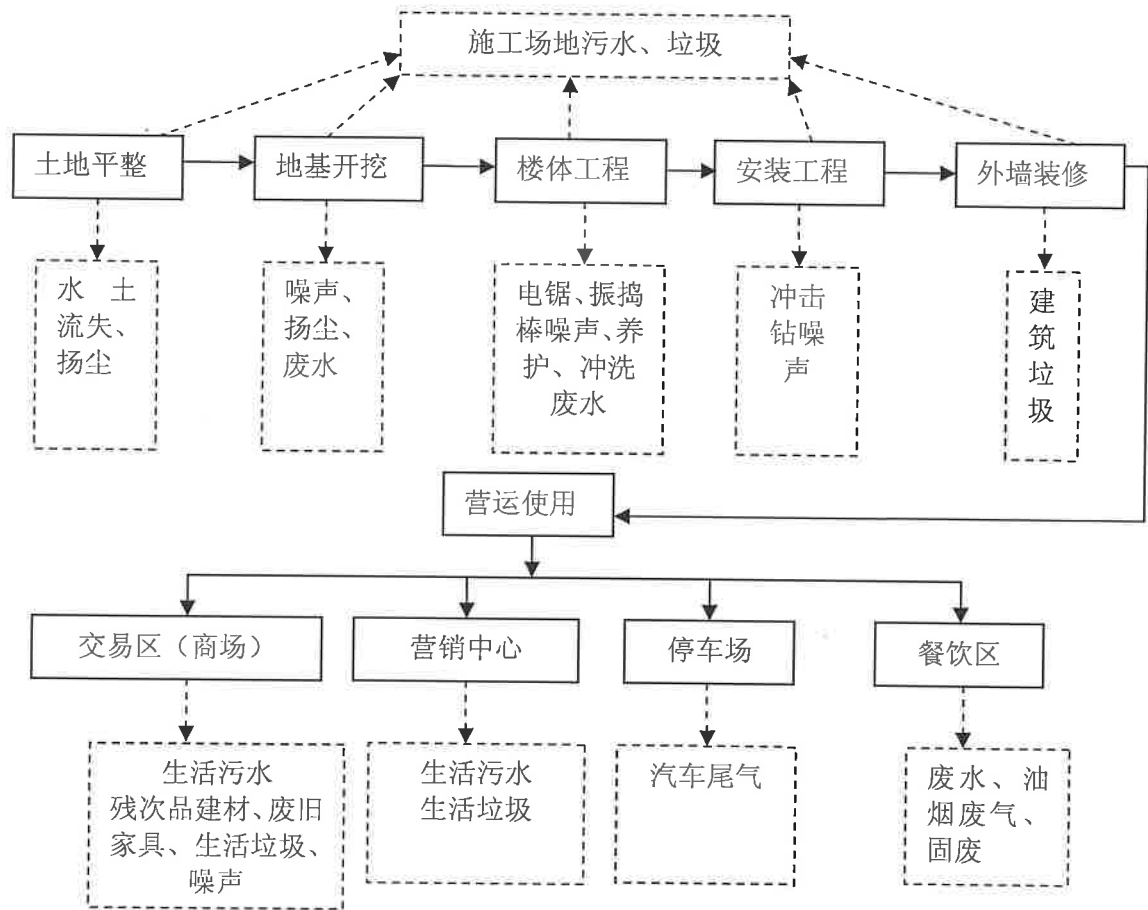 施工场地污水、垃圾
土地平整
地基开挖
楼体工程
安装工程
外墙装修
水土
流失、
扬尘
噪声、
扬尘、
废水
电锯、振捣
棒噪声、养
护、冲洗
废水
冲击
钻噪
声
建
筑
垃
圾
营运使用
交易区（商场）
营销中心
停车场
餐饮区
生活污水
残次品建材、废旧
家具、生活垃圾、
噪声
生活污水
生活垃圾
汽车尾气
废水、油
烟废气、
固废